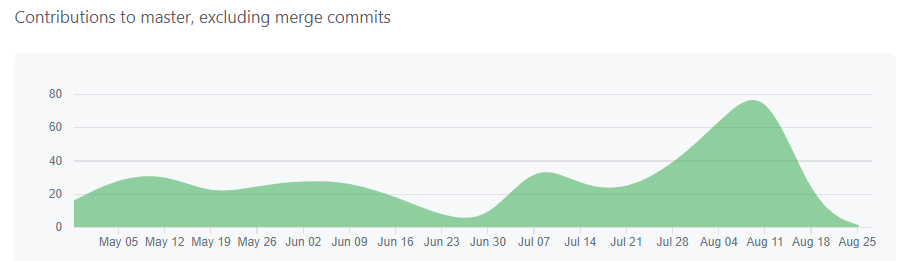 Contributions to master, excluding merge commits
80
60
40
20
0
May 05 May 12 May 19 May 26 Jun 02 Jun 09 Jun 16 Jun 23 Jun 30 Jul 07 Jul 14 Jul 21 Jul 28 Aug 04 Aug 11 Aug 18 Aug 25